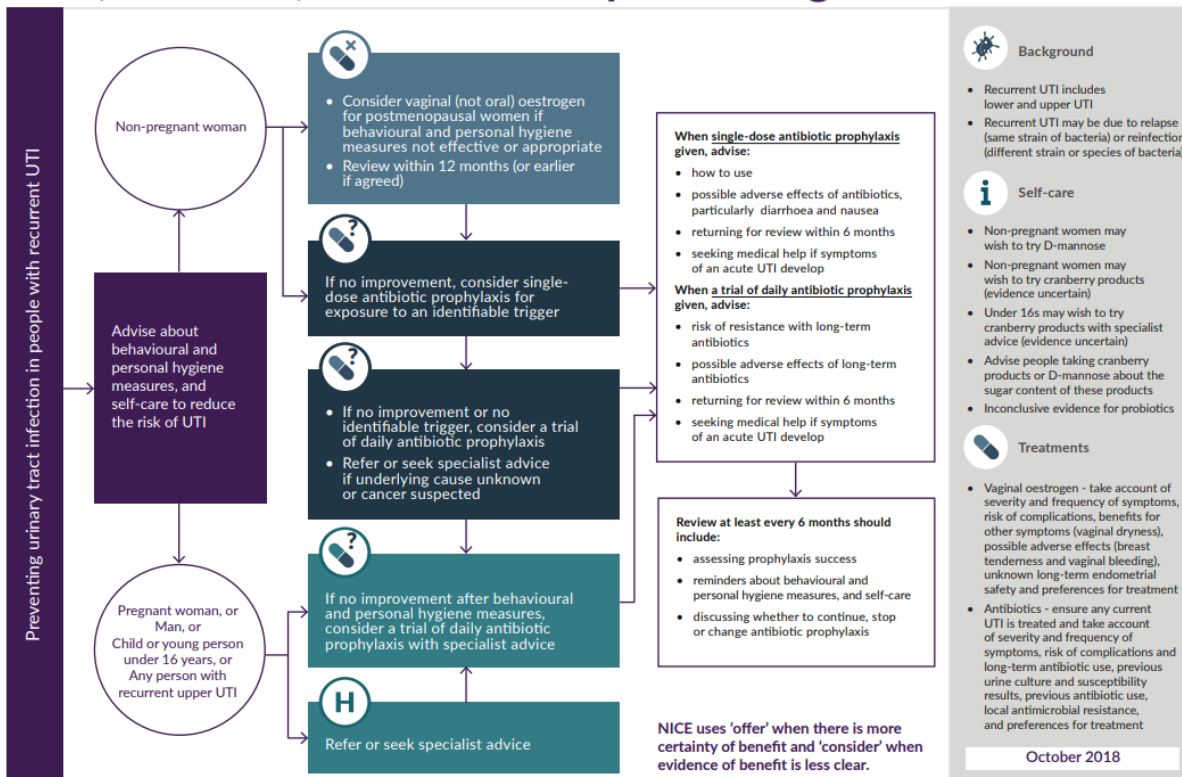 Preventing urinary tract infection in people with recurrent UTI
Non-pregnant woman
Advise about
behavioural and
personal hygiene
measures, and
self-care to reduce
the risk of UTI
Pregnant woman, or
Man, or
Child or young person
under 16 years, or
Any person with
recurrent upper UTI
• Consider vaginal (not oral) oestrogen
for postmenopausal women if
behavioural and personal hygiene
measures not effective or appropriate
• Review within 12 months (or earlier
if agreed)
?
If no improvement, consider single-
dose antibiotic prophylaxis for
exposure to an identifiable trigger
?
• If no improvement or no
identifiable trigger, consider a trial
of daily antibiotic prophylaxis
• Refer or seek specialist advice
if underlying cause unknown
or cancer suspected
?
If no improvement after behavioural
and personal hygiene measures,
consider a trial of daily antibiotic
prophylaxis with specialist advice
H
Refer or seek specialist advice
When single-dose antibiotic prophylaxis
given, advise:
• how to use
• possible adverse effects of antibiotics,
particularly diarrhoea and nausea
• returning for review within 6 months
• seeking medical help if symptoms
of an acute UTI develop
When a trial of daily antibiotic prophylaxis
given, advise:
• risk of resistance with long-term
antibiotics
• possible adverse effects of long-term
antibiotics
• returning for review within 6 months
• seeking medical help if symptoms
of an acute UTI develop
Review at least every 6 months should
include:
• assessing prophylaxis success
• reminders about behavioural and
personal hygiene measures, and self-care
• discussing whether to continue, stop
or change antibiotic prophylaxis
NICE uses ‘offer’ when there is more
certainty of benefit and ‘consider’ when
evidence of benefit is less clear.
Background
• Recurrent UTI includes
lower and upper UTI
• Recurrent UTI may be due to relapse
(same strain of bacteria) or reinfection
(different strain or species of bacteria)
i
Self-care
• Non-pregnant women may
wish to try D-mannose
• Non-pregnant women may
wish to try cranberry products
(evidence uncertain)
• Under 16s may wish to try
cranberry products with specialist
advice (evidence uncertain)
• Advise people taking cranberry
products or D-mannose about the
sugar content of these products
• Inconclusive evidence for probiotics
Treatments
• Vaginal oestrogen - take account of
severity and frequency of symptoms,
risk of complications, benefits for
other symptoms (vaginal dryness),
possible adverse effects (breast
tenderness and vaginal bleeding),
unknown long-term endometrial
safety and preferences for treatment
• Antibiotics - ensure any current
UTI is treated and take account
of severity and frequency of
symptoms, risk of complications and
long-term antibiotic use, previous
urine culture and susceptibility
results, previous antibiotic use,
local antimicrobial resistance,
and preferences for treatment
October 2018